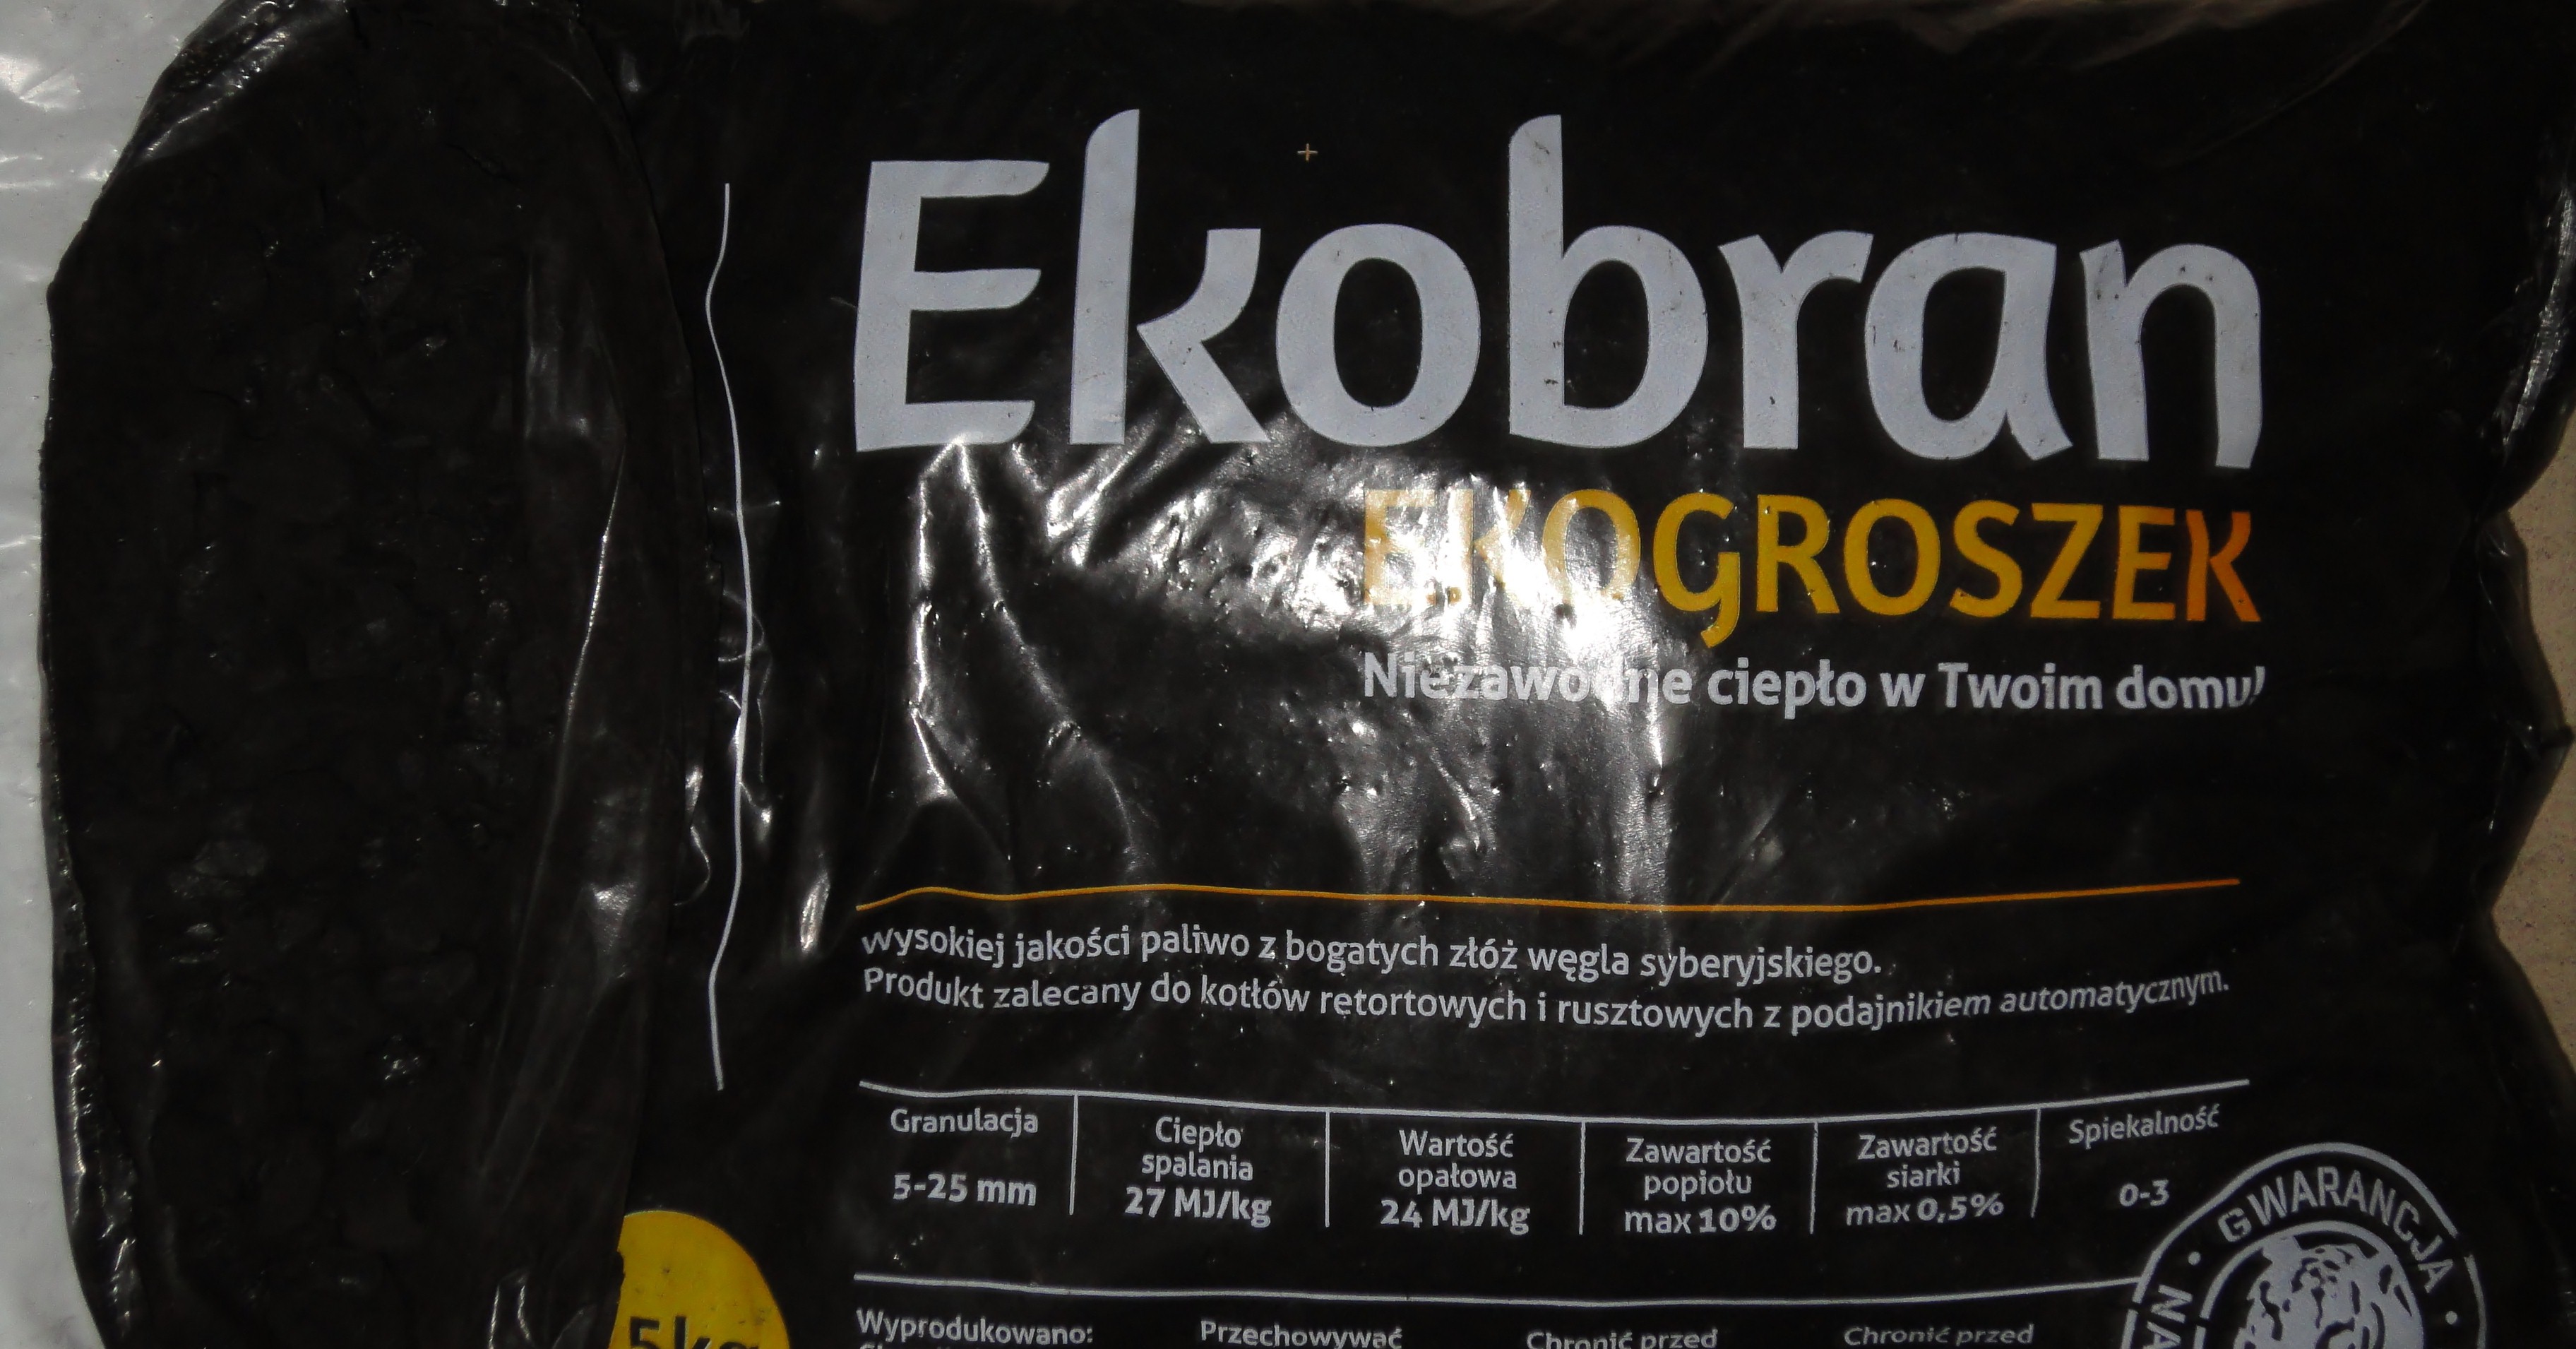 Ekobran
EKOGROSZEK
Niezawodne ciepło w Twoim domu!
Wysokiej jakości paliwo z bogatych złóż węgla syberyjskiego.
Produkt zalecany do kotłów retortowych i rusztowych z podajnikiem automatycznym.
Granulacja
5-25 mm
Ciepło
spalania
27 MJ/kg
Wartość
opałowa
24 MJ/kg
Zawartość
popiołu
max 10%
Zawartość
siarki
max 0,5%
Spiekalność
0-3
GWARANCJA
5kg
Wyprodukowano:
Przechowywać
Chronić przed
Chronić przed